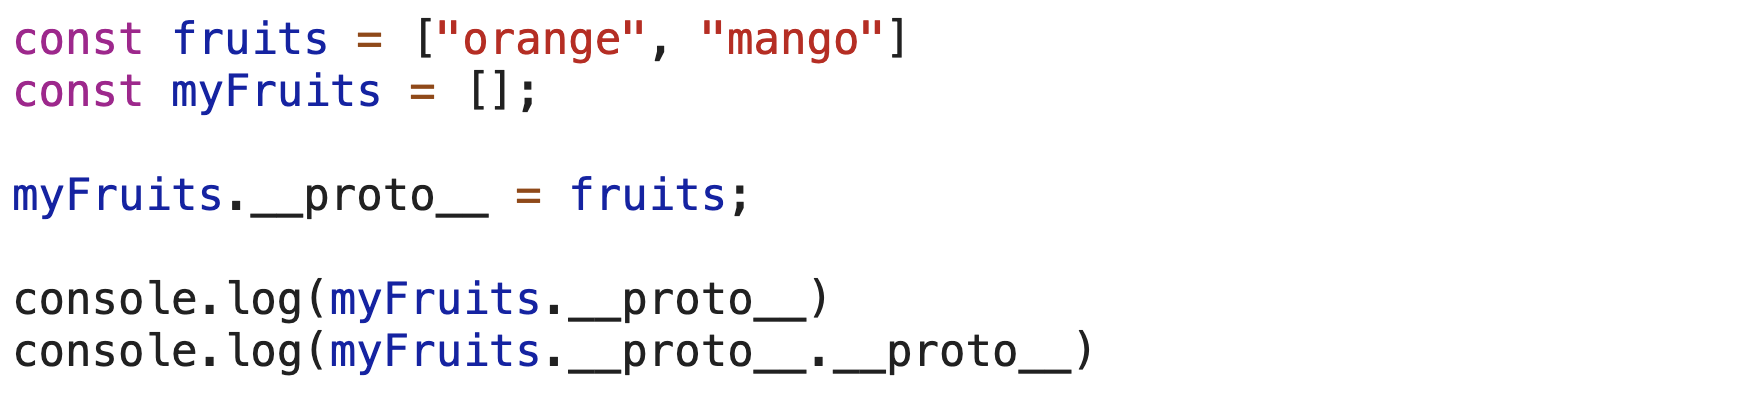 const fruits = ["orange", "mango"]
const myFruits = [];
myFruits.__proto__ = fruits;
console.log(myFruits.__proto__)
console.log(myFruits.__proto__.__proto__)